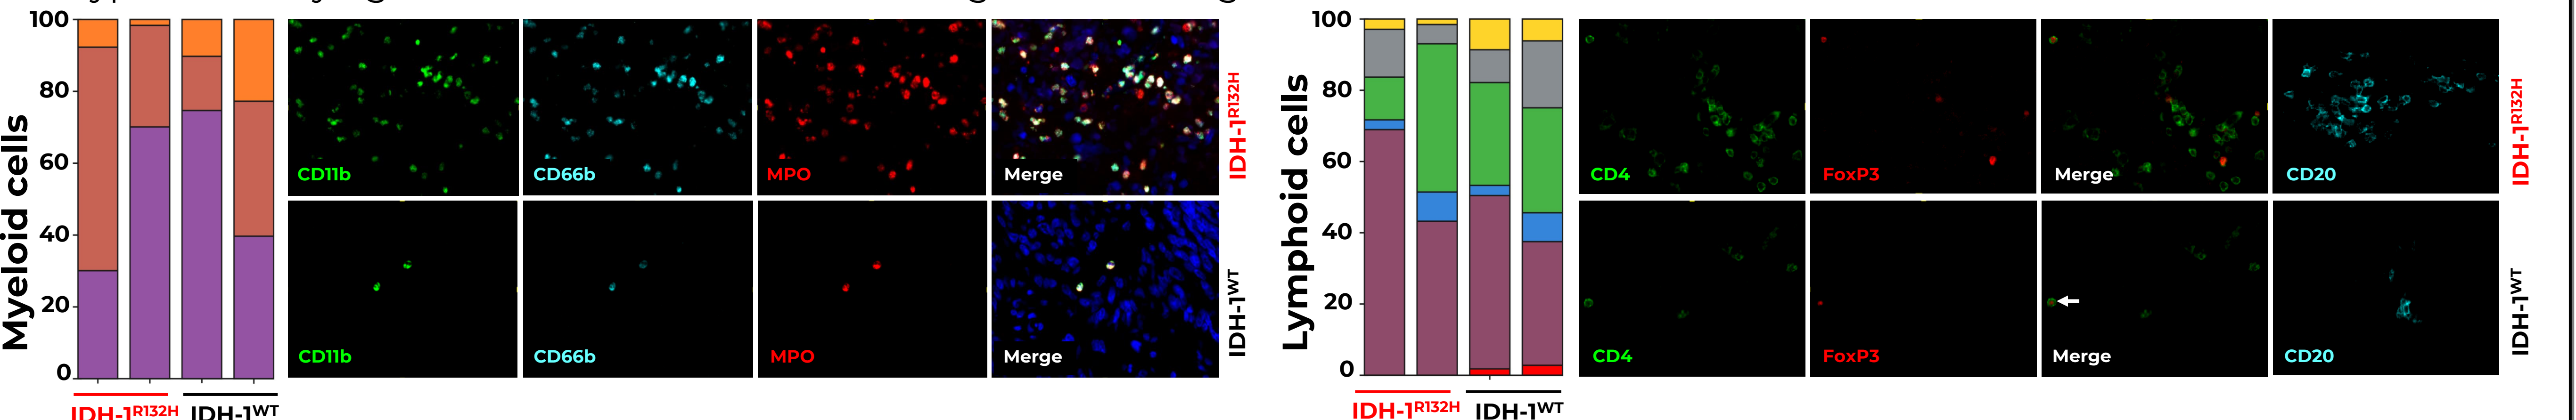 Myeloid cells
100
80
60
40
20
0
IDH-1R132H IDH-1WT
CD11b CD66b MPO Merge
IDH-1R132H
CD11b CD66b MPO Merge
IDH-1WT
Lymphoid cells
100
80
60
40
20
0
IDH-1R132H IDH-1WT
CD4 FoxP3 Merge CD20
IDH-1R132H
CD4 FoxP3 Merge CD20
IDH-1WT